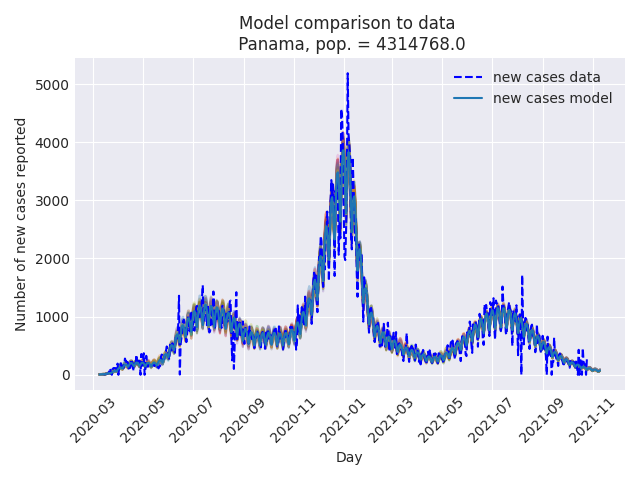 Model comparison to data
Panama, pop. = 4314768.0
new cases data
new cases model
Number of new cases reported
5000
4000
3000
2000
1000
0
2020-03
2020-05
2020-07
2020-09
2020-11
2021-01
2021-03
2021-05
2021-07
2021-09
2021-11
Day